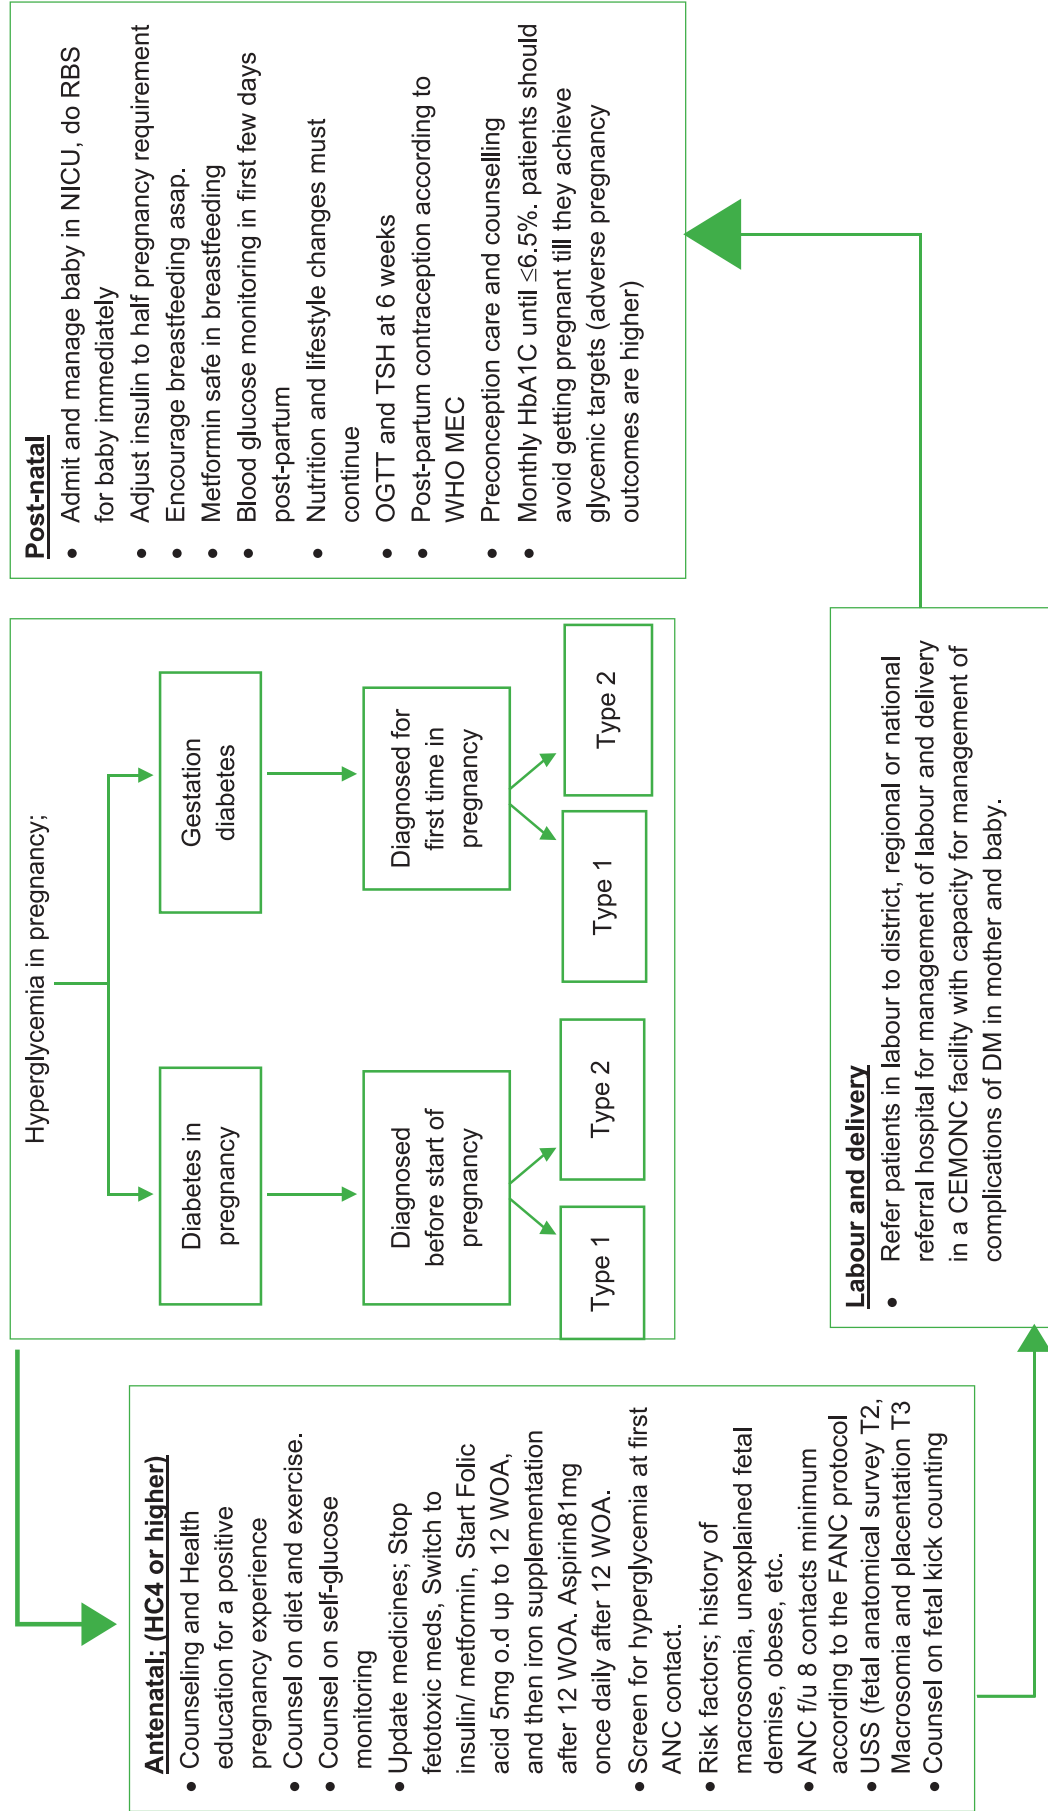 Antenatal; (HC4 or higher)
● Counseling and Health
education for a positive
pregnancy experience
● Counsel on diet and exercise.
● Counsel on self-glucose
monitoring
● Update medicines; Stop
fetotoxic meds, Switch to
insulin/ metformin, Start Folic
acid 5mg o.d up to 12 WOA,
and then iron supplementation
after 12 WOA. Aspirin81mg
once daily after 12 WOA.
● Screen for hyperglycemia at first
ANC contact.
● Risk factors; history of
macrosomia, unexplained fetal
demise, obese, etc.
● ANC f/u 8 contacts minimum
according to the FANC protocol
● USS (fetal anatomical survey T2,
Macrosomia and placentation T3
● Counsel on fetal kick counting
Hyperglycemia in pregnancy;
Diabetes in
pregnancy
Gestation
diabetes
Diagnosed
before start of
pregnancy
Diagnosed for
first time in
pregnancy
Type 1
Type 2
Type 1
Type 2
Labour and delivery
● Refer patients in labour to district, regional or national
referral hospital for management of labour and delivery
in a CEMONC facility with capacity for management of
complications of DM in mother and baby.
Post-natal
● Admit and manage baby in NICU, do RBS
for baby immediately
● Adjust insulin to half pregnancy requirement
● Encourage breastfeeding asap.
● Metformin safe in breastfeeding
● Blood glucose monitoring in first few days
post-partum
● Nutrition and lifestyle changes must
continue
● OGTT and TSH at 6 weeks
● Post-partum contraception according to
WHO MEC
● Preconception care and counselling
● Monthly HbA1C until ≤6.5%. patients should
avoid getting pregnant till they achieve
glycemic targets (adverse pregnancy
outcomes are higher)